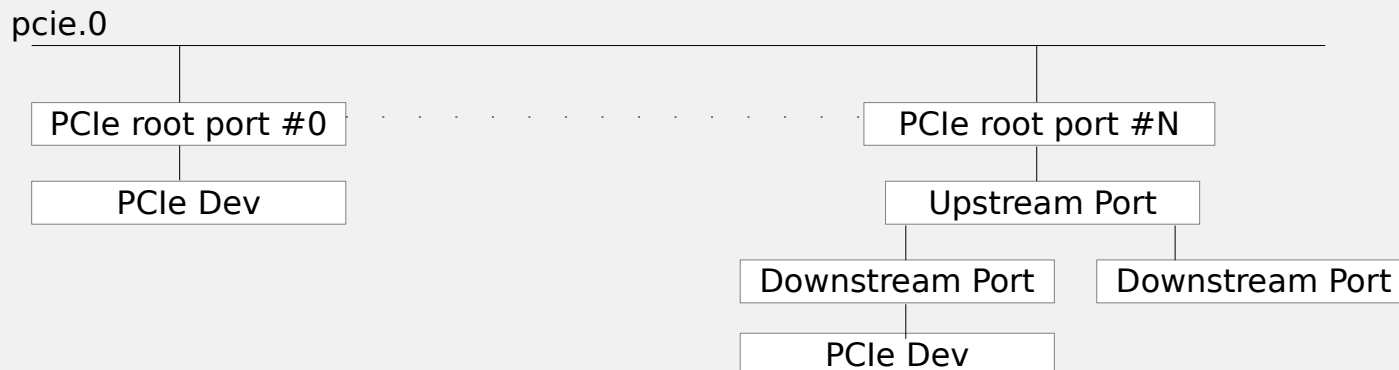 pcie.0
PCIe root port #0
PCIe root port #N
PCIe Dev
Upstream Port
Downstream Port
Downstream Port
PCIe Dev